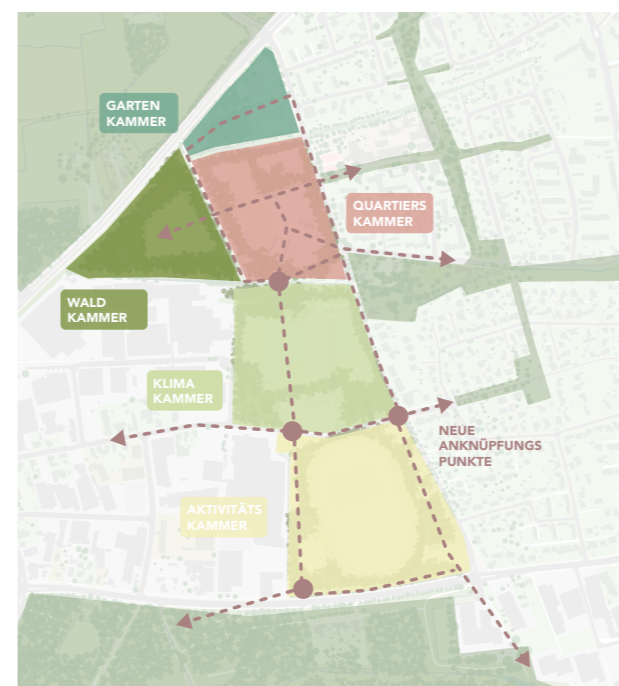 GARTEN
KAMMER
QUARTIERS
KAMMER
WALD
KAMMER
KLIMA
KAMMER
NEUE
ANKNÜPFUNGS
PUNKTE
AKTIVITÄTS
KAMMER